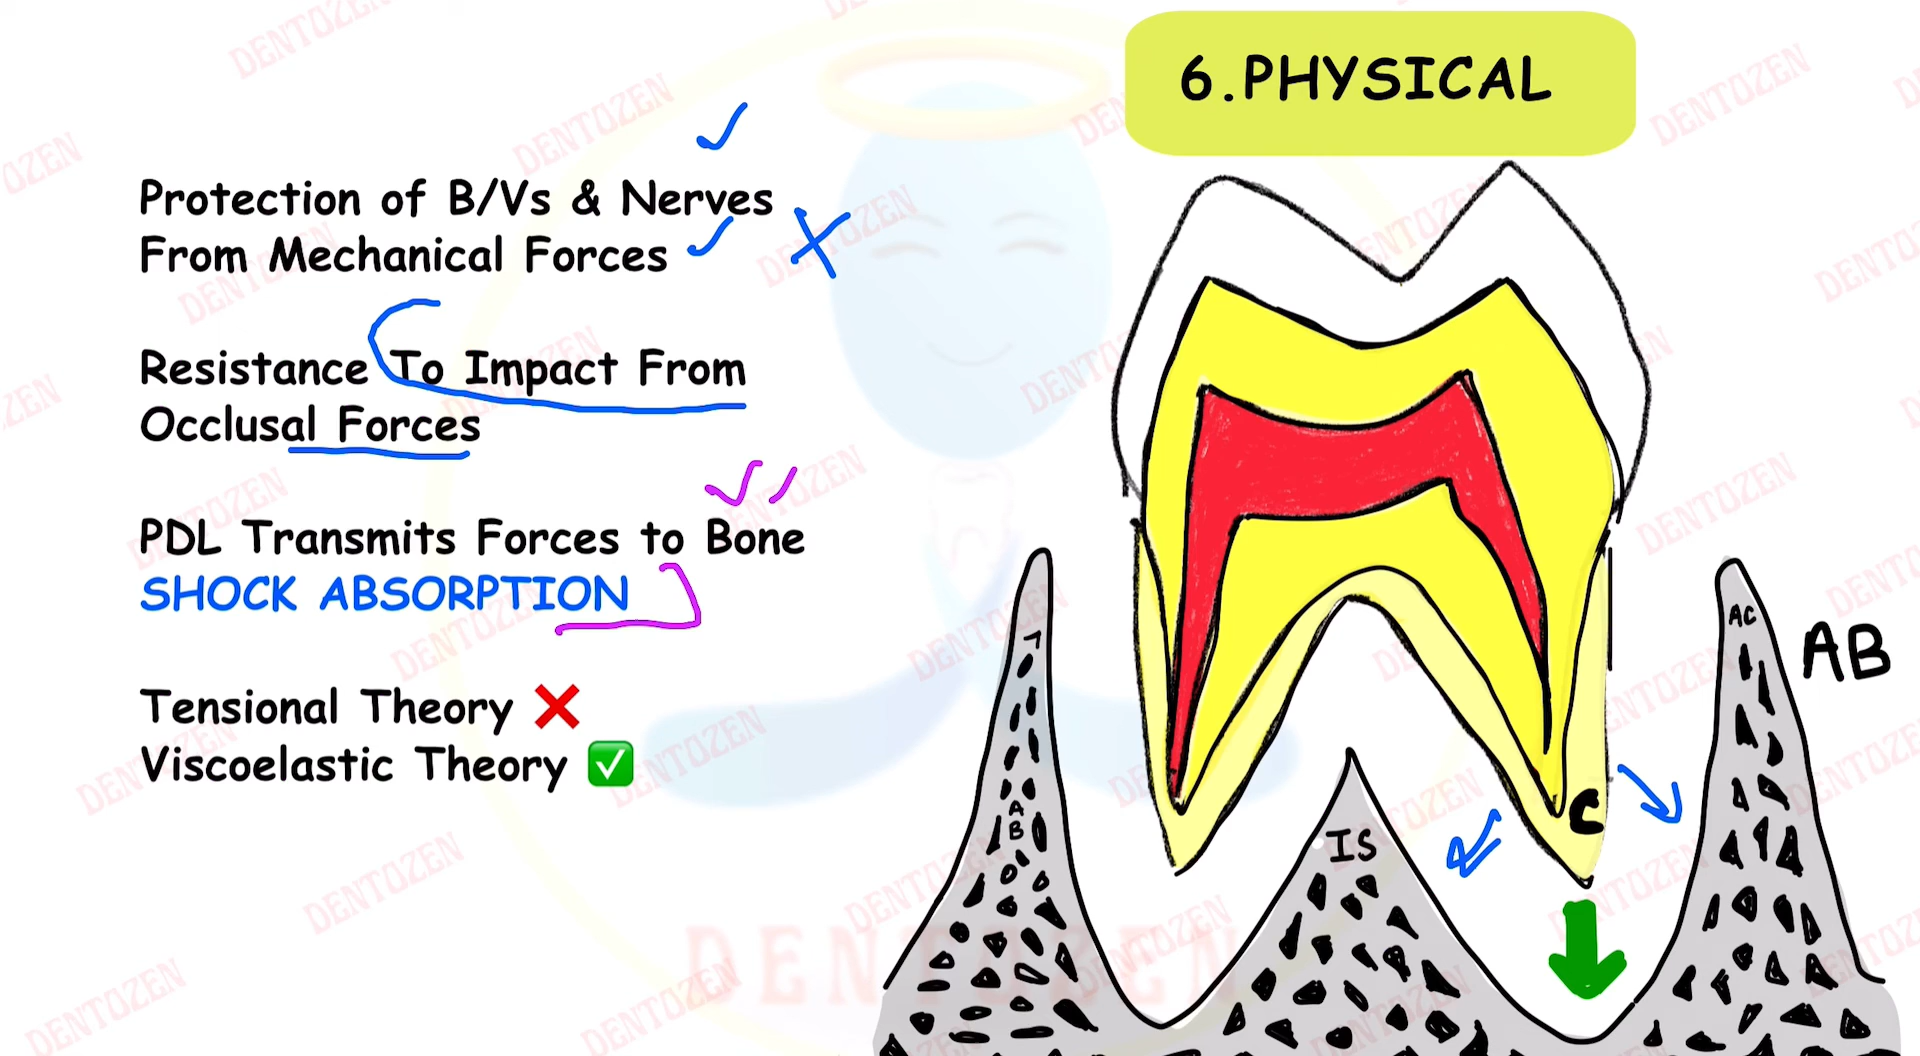 6.PHYSICAL
Protection of B/Vs & Nerves
From Mechanical Forces
Resistance To Impact From
Occlusal Forces
PDL Transmits Forces to Bone
SHOCK ABSORPTION
Tensional Theory ❌
Viscoelastic Theory ✅
AC
AB
A
B
IS
C
DENTOZEN